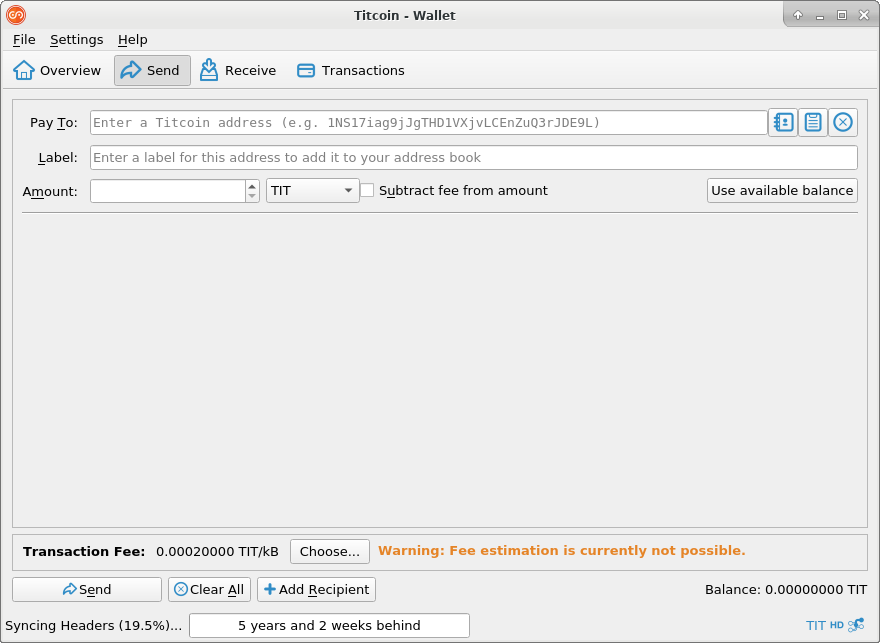 Titcoin - Wallet
File Settings Help
Overview Send Receive Transactions
Pay To: Enter a Titcoin address (e.g. 1NS17iag9jJgTHD1VXjvLCEnZuQ3rJDE9L)
Label: Enter a label for this address to add it to your address book
Amount: TIT Subtract fee from amount Use available balance
Transaction Fee: 0.00020000 TIT/kB Choose... Warning: Fee estimation is currently not possible.
Send Clear All Add Recipient Balance: 0.00000000 TIT
Syncing Headers (19.5%)... 5 years and 2 weeks behind TIT HD